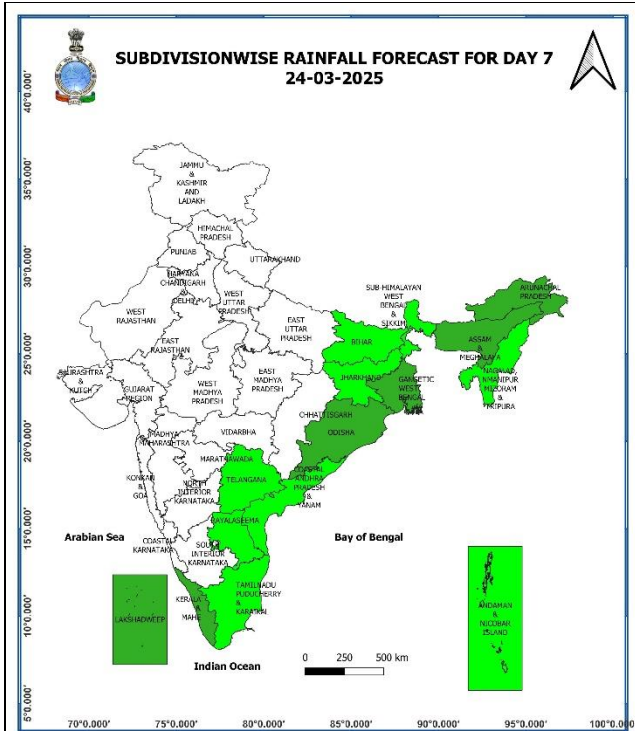 SUBDIVISIONWISE RAINFALL FORECAST FOR DAY 7
24-03-2025
40°0.000'
35°0.000'
30°0.000'
25°0.000'
20°0.000'
15°0.000'
10°0.000'
5°0.000'
JAMMU
&
KASHMIR
AND
LADAKH
HIMACHAL
PRADESH
PUNJAB
UTTARAKHAND
HARYANA
CHANDIGARH
&
DELHI
WEST
UTTAR
PRADESH
WEST
RAJASTHAN
EAST
RAJASTHAN
EAST
UTTAR
PRADESH
SUB-HIMALAYAN
WEST
BENGAL
&
SIKKIM
ARUNACHAL
PRADESH
ASSAM
&
MEGHALAYA
NAGALAD,
NMANIPUR
MISORAM
&
TRIPURA
BIHAR
JHARKHAND
GANGETIC
WEST
BENGAL
SAURASHTRA
&
KUTCH
GUJARAT
REGION
WEST
MADHYA
PRADESH
EAST
MADHYA
PRADESH
CHHATTISGARH
ODISHA
MADHYA
MAHARASHTRA
VIDARBHA
MARATHAWADA
KONKAN
&
GOA
TELANGANA
COASTAL
ANDHRA
PRADESH
&
YANAM
NORTH
INTERIOR
KARNATAKA
RAYALASEEMA
COASTAL
KARNATAKA
SOUTH
INTERIOR
KARNATAKA
Arabian Sea
Bay of Bengal
TAMILNADU
PUDUCHERRY
&
KARAIKAL
KERALA
&
MAHE
LAKSHADWEEP
ANDAMAN
&
NICOBAR
ISLAND
Indian Ocean
0 250 500 km
70°0.000' 75°0.000' 80°0.000' 85°0.000' 90°0.000' 95°0.000' 100°0.000'